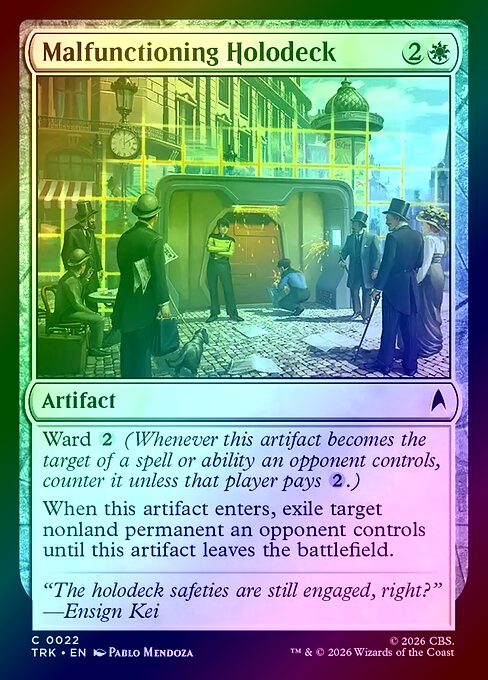 Malfunctioning Holodeck 2
Artifact
Ward 2 (Whenever this artifact becomes the
target of a spell or ability an opponent controls,
counter it unless that player pays 2.)
When this artifact enters, exile target
nonland permanent an opponent controls
until this artifact leaves the battlefield.
“The holodeck safeties are still engaged, right?”
—Ensign Kei
C 0022 © 2026 CBS.
TRK • EN Pablo Mendoza ™ & © 2026 Wizards of the Coast